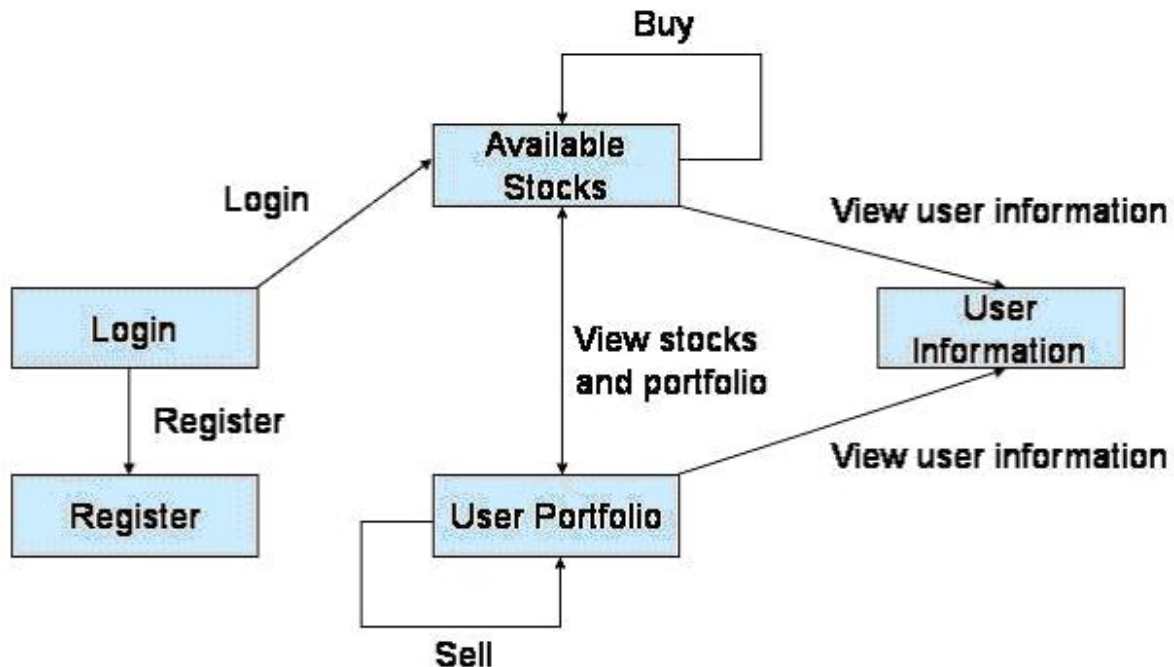 Buy
Available
Stocks
Login
View user information
Login
User
Information
View stocks
and portfolio
Register
View user information
Register
User Portfolio
Sell